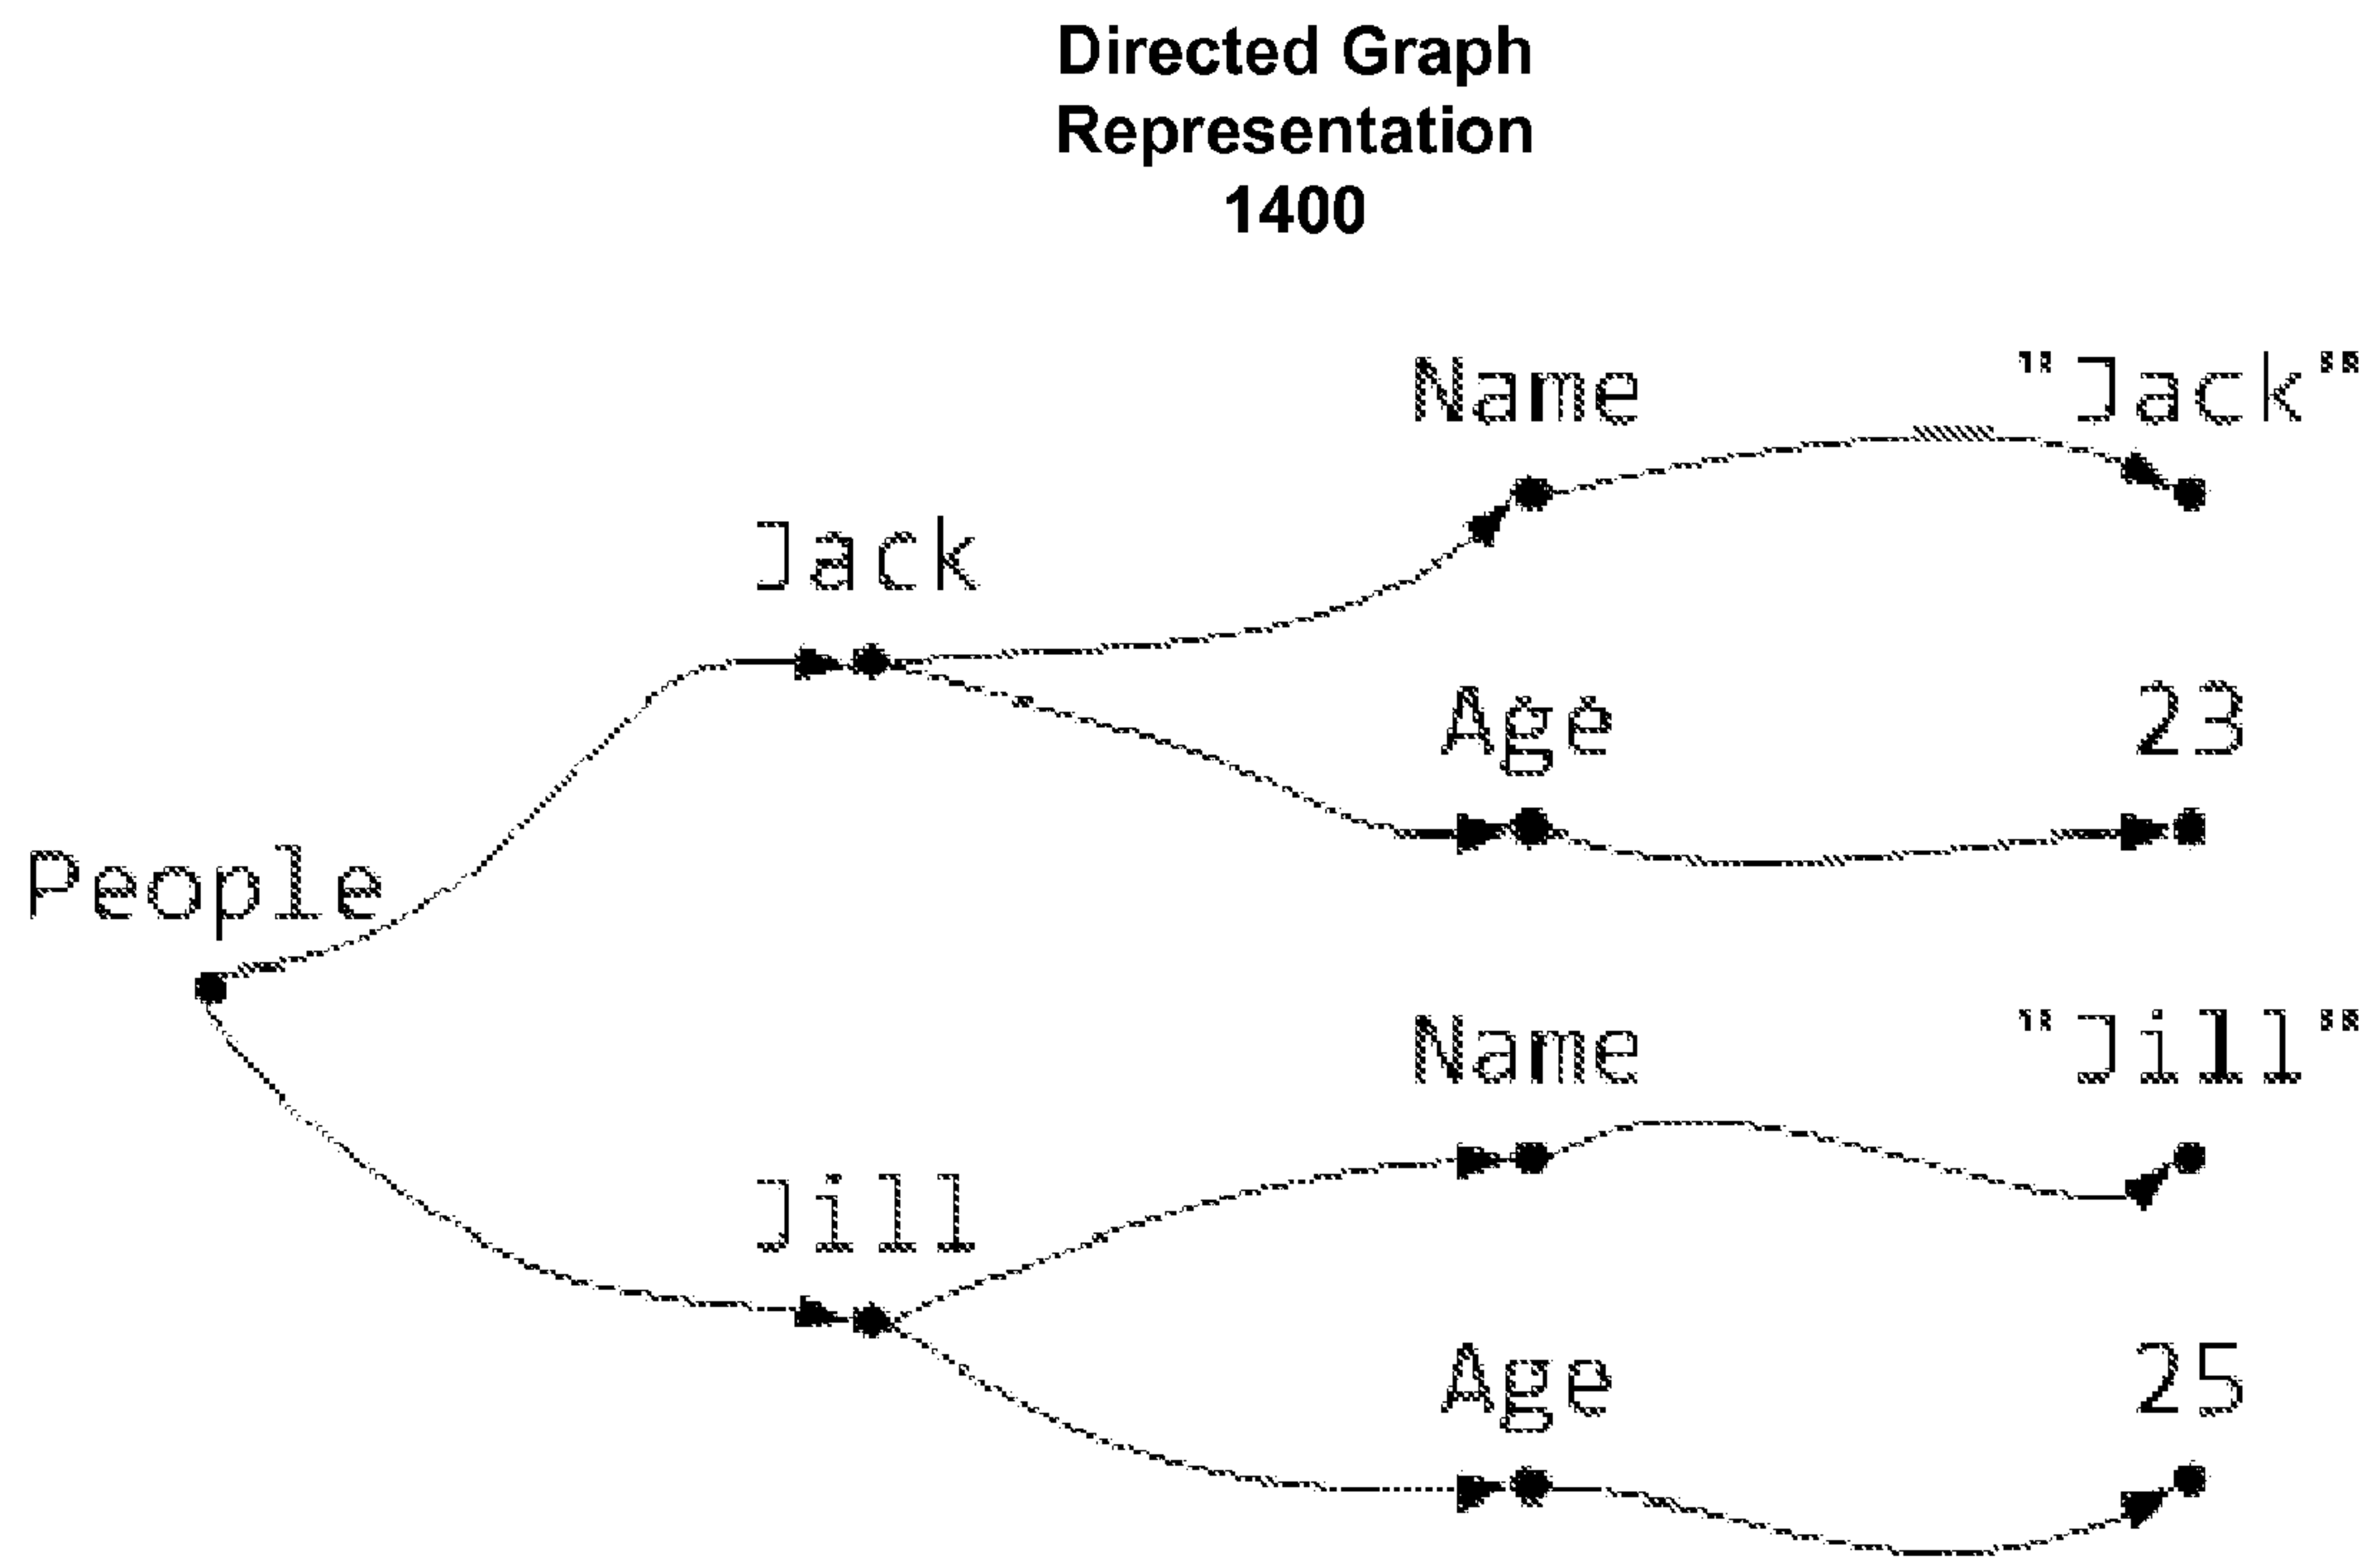 Directed Graph
Representation
1400
Name "Jack"
Jack
Age 23
People
Name "Jill"
Jill
Age 25